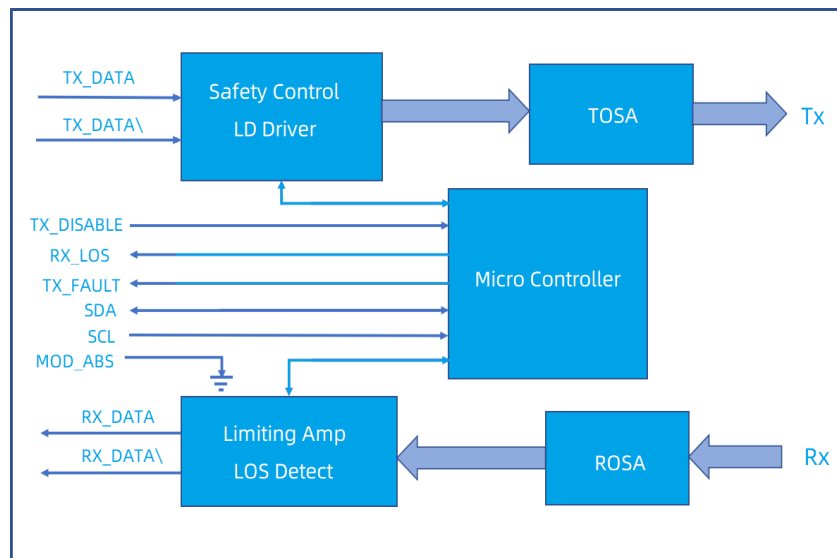 TX_DATA
TX_DATA\
Safety Control
LD Driver
TOSA
Tx
TX_DISABLE
RX_LOS
TX_FAULT
SDA
SCL
MOD_ABS
Micro Controller
RX_DATA
RX_DATA\
Limiting Amp
LOS Detect
ROSA
Rx